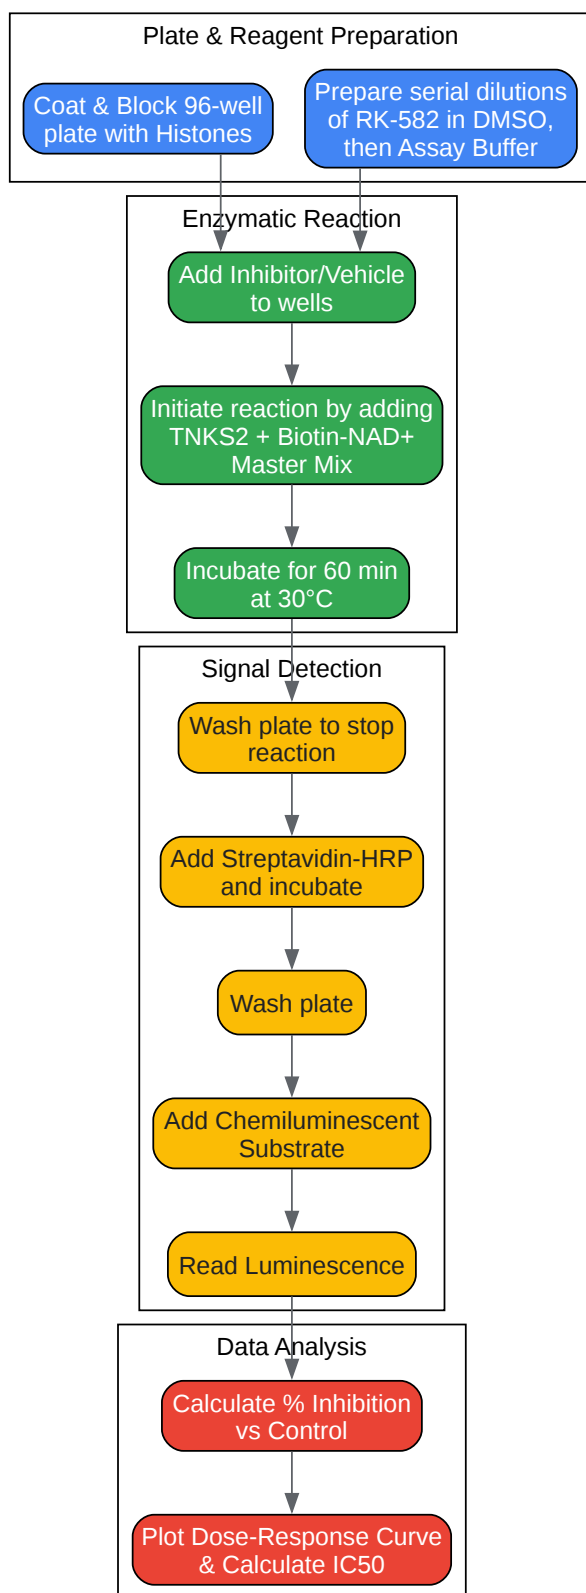 Plate & Reagent Preparation
Coat & Block 96-well
plate with Histones
Prepare serial dilutions
of RK-582 in DMSO,
then Assay Buffer
Enzymatic Reaction
Add Inhibitor/Vehicle
to wells
Initiate reaction by adding
TNKS2 + Biotin-NAD+
Master Mix
Incubate for 60 min
at 30°C
Signal Detection
Wash plate to stop
reaction
Add Streptavidin-HRP
and incubate
Wash plate
Add Chemiluminescent
Substrate
Read Luminescence
Data Analysis
Calculate % Inhibition
vs Control
Plot Dose-Response Curve
& Calculate IC50